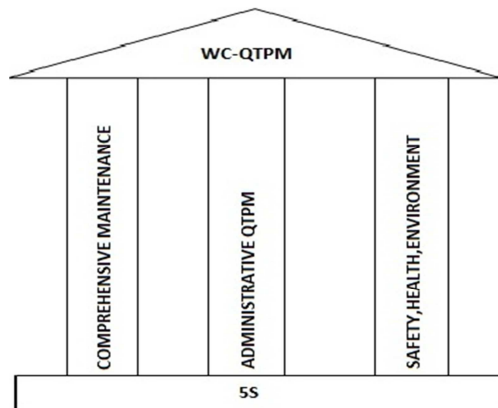 WC-QTPM
COMPREHENSIVE MAINTENANCE
ADMINISTRATIVE QTPM
SAFETY,HEALTH,ENVIRONMENT
5S